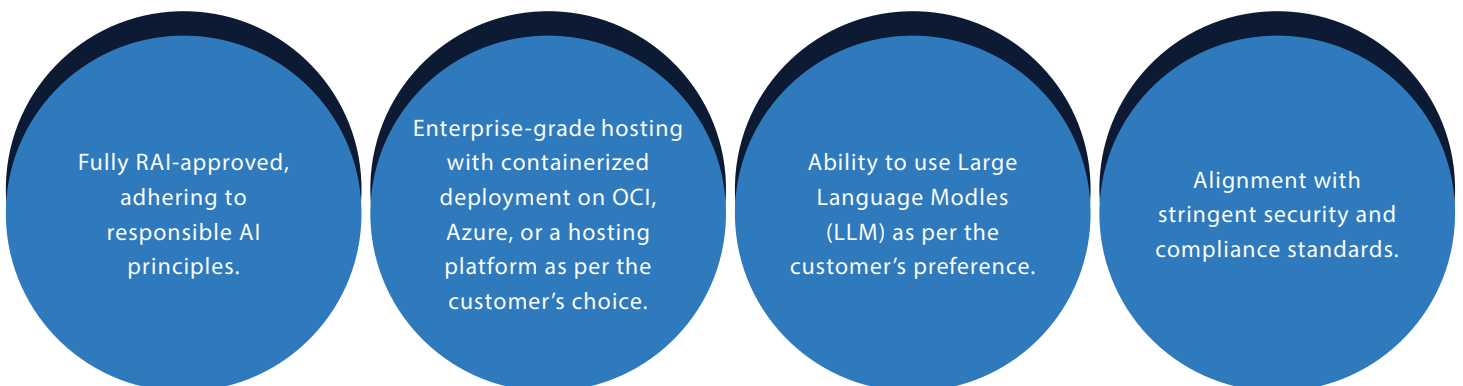 Fully RAI-approved,
adhering to
responsible AI
principles.
Enterprise-grade hosting
with containerized
deployment on OCI,
Azure, or a hosting
platform as per the
customer’s choice.
Ability to use Large
Language Modles
(LLM) as per the
customer’s preference.
Alignment with
stringent security and
compliance standards.